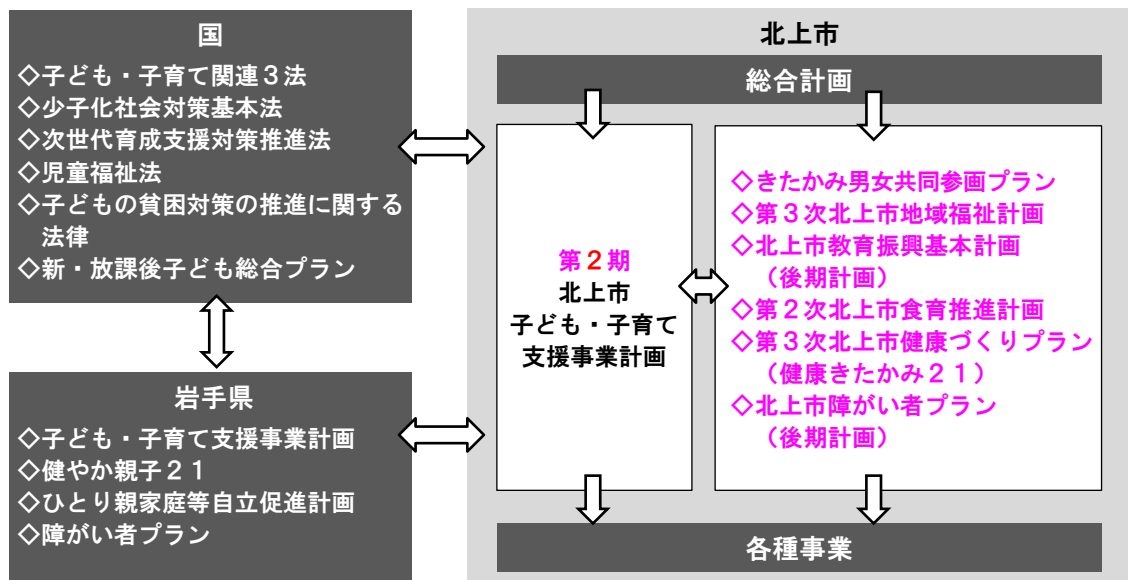 国
◇子ども・子育て関連３法
◇少子化社会対策基本法
◇次世代育成支援対策推進法
◇児童福祉法
◇子どもの貧困対策の推進に関する
法律
◇新・放課後子ども総合プラン
岩手県
◇子ども・子育て支援事業計画
◇健やか親子２１
◇ひとり親家庭等自立促進計画
◇障がい者プラン
北上市
総合計画
第２期
北上市
子ども・子育て
支援事業計画
◇きたかみ男女共同参画プラン
◇第３次北上市地域福祉計画
◇北上市教育振興基本計画
（後期計画）
◇第２次北上市食育推進計画
◇第３次北上市健康づくりプラン
（健康きたかみ２１）
◇北上市障がい者プラン
（後期計画）
各種事業